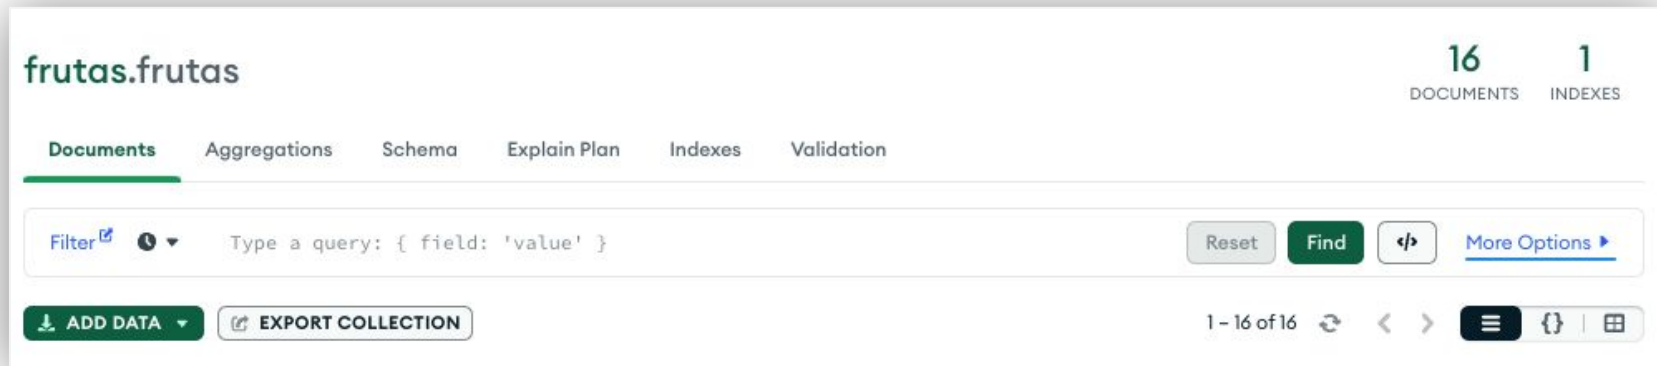 frutas.frutas
16 1
DOCUMENTS INDEXES
Documents Aggregations Schema Explain Plan Indexes Validation
Filter Type a query: { field: 'value' } Reset Find </> More Options
ADD DATA EXPORT COLLECTION 1 – 16 of 16 {}